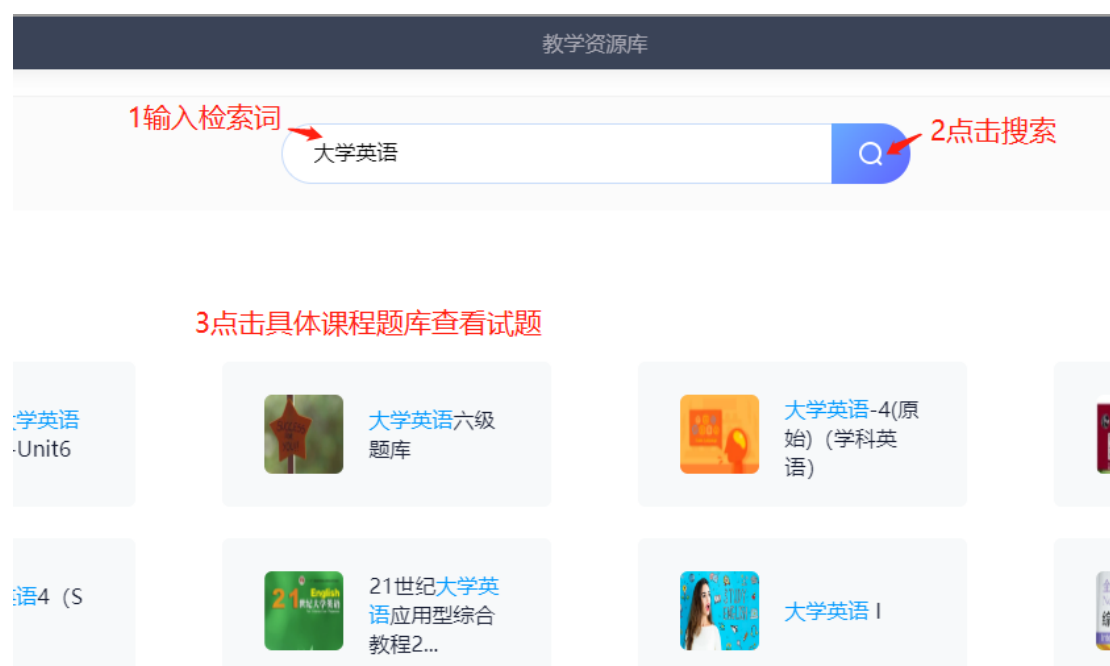 教学资源库
1输入检索词
大学英语
2点击搜索
3点击具体课程题库查看试题
学英语
-Unit6
大学英语六级
题库
大学英语-4(原
始)（学科英
语)
语4（S
21
English
21世纪大学英
语应用型综合
教程2...
大学英语 I